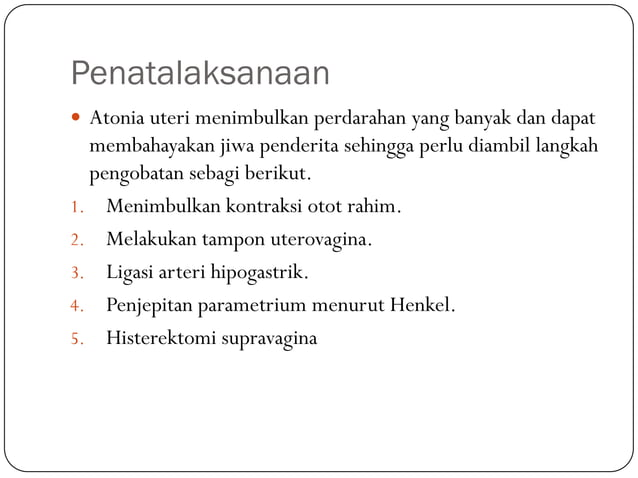 Penatalaksanaan
• Atonia uteri menimbulkan perdarahan yang banyak dan dapat
membahayakan jiwa penderita sehingga perlu diambil langkah
pengobatan sebagi berikut.
1. Menimbulkan kontraksi otot rahim.
2. Melakukan tampon uterovagina.
3. Ligasi arteri hipogastrik.
4. Penjepitan parametrium menurut Henkel.
5. Histerektomi supravagina